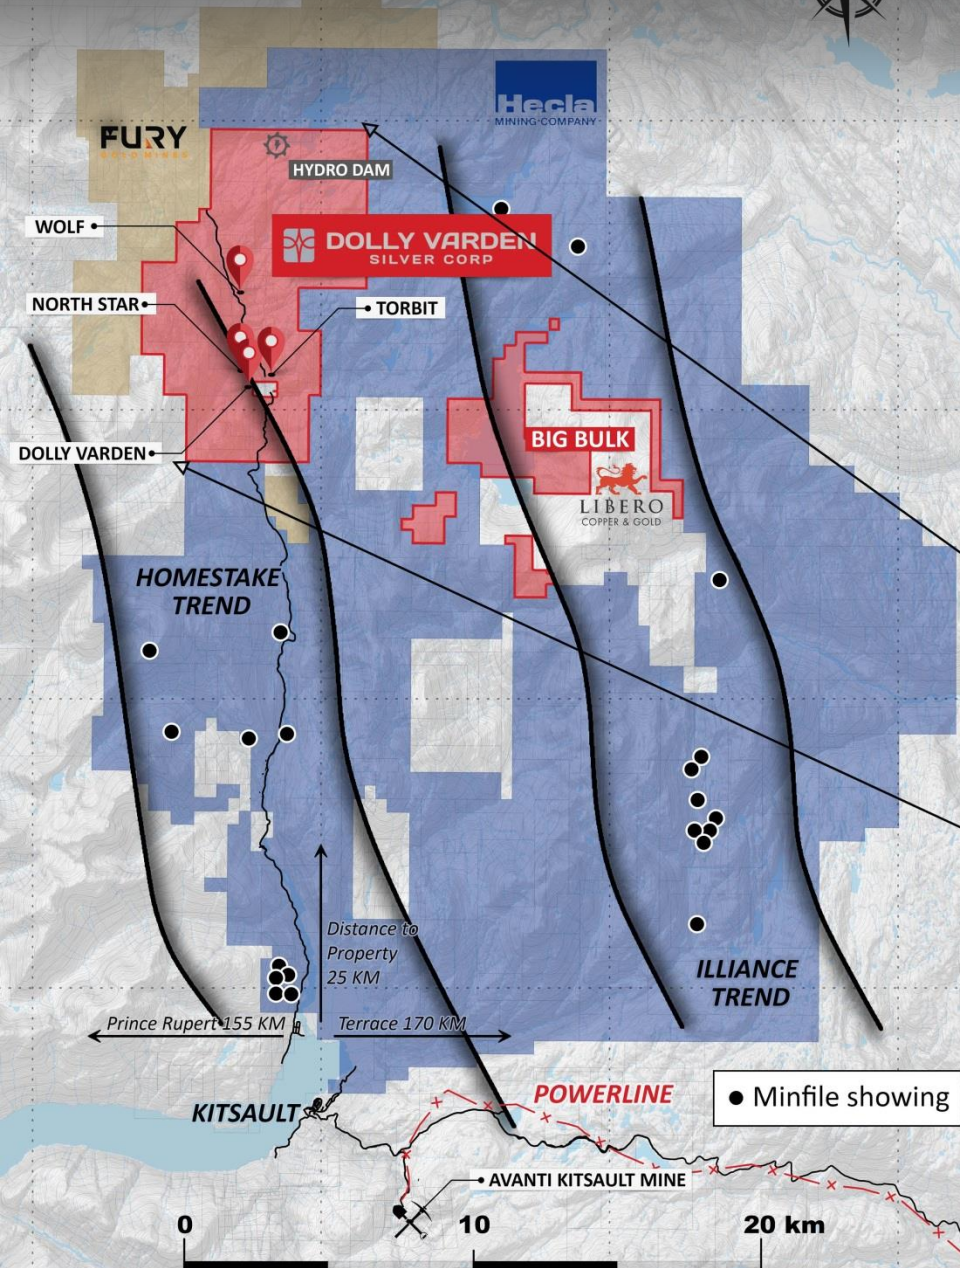 Hecla
MINING COMPANY
FURY
GOLD MINES
HYDRO DAM
WOLF
DOLLY VARDEN
SILVER CORP
NORTH STAR
TORBIT
BIG BULK
DOLLY VARDEN
LIBERO
COPPER & GOLD
HOMESTAKE
TREND
Distance to
Property
25 KM
ILLIANCE
TREND
Prince Rupert 155 KM
Terrace 170 KM
POWERLINE
Minfile showing
KITSAULT
AVANTI KITSAULT MINE
0
10
20 km